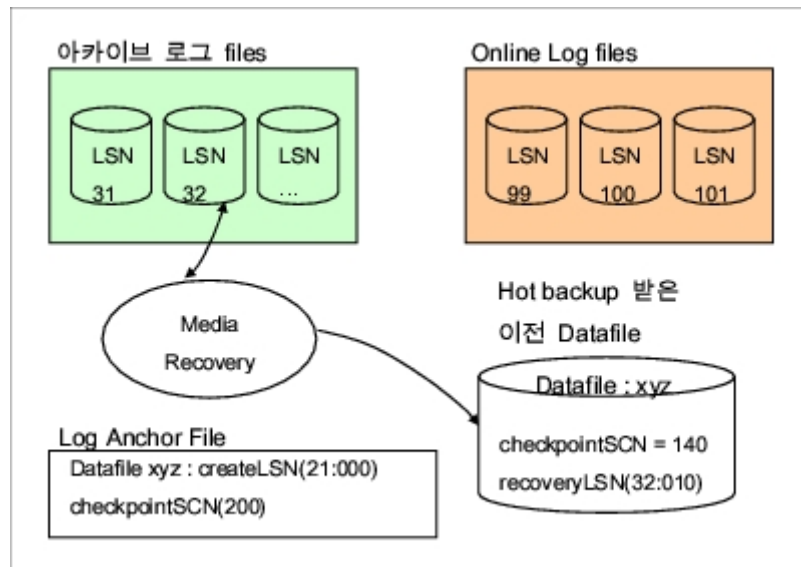 아카이브 로그 files
LSN
31
LSN
32
LSN
...
Online Log files
LSN
99
LSN
100
LSN
101
Media
Recovery
Hot backup 받은
이전 Datafile
Datafile : xyz
checkpointSCN = 140
recoveryLSN(32:010)
Log Anchor File
Datafile xyz : createLSN(21:000)
checkpointSCN(200)